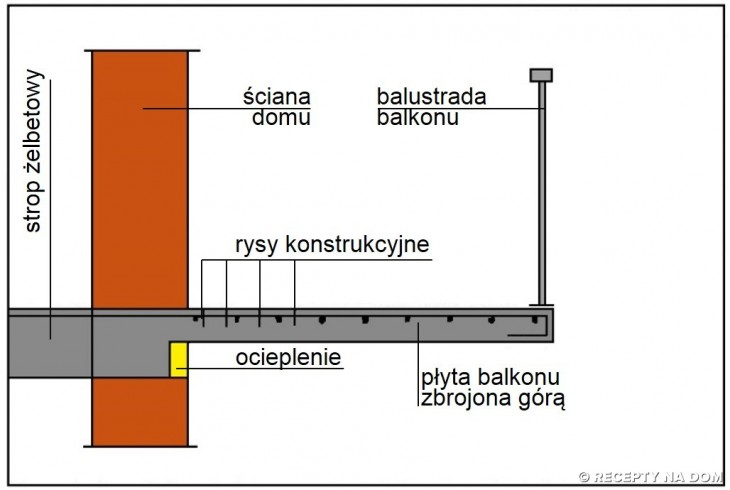 strop żelbetowy
ściana
domu
balustrada
balkonu
rysy konstrukcyjne
ocieplenie
płyta balkonu
zbrojona górą
© RECEPTY NA DOM